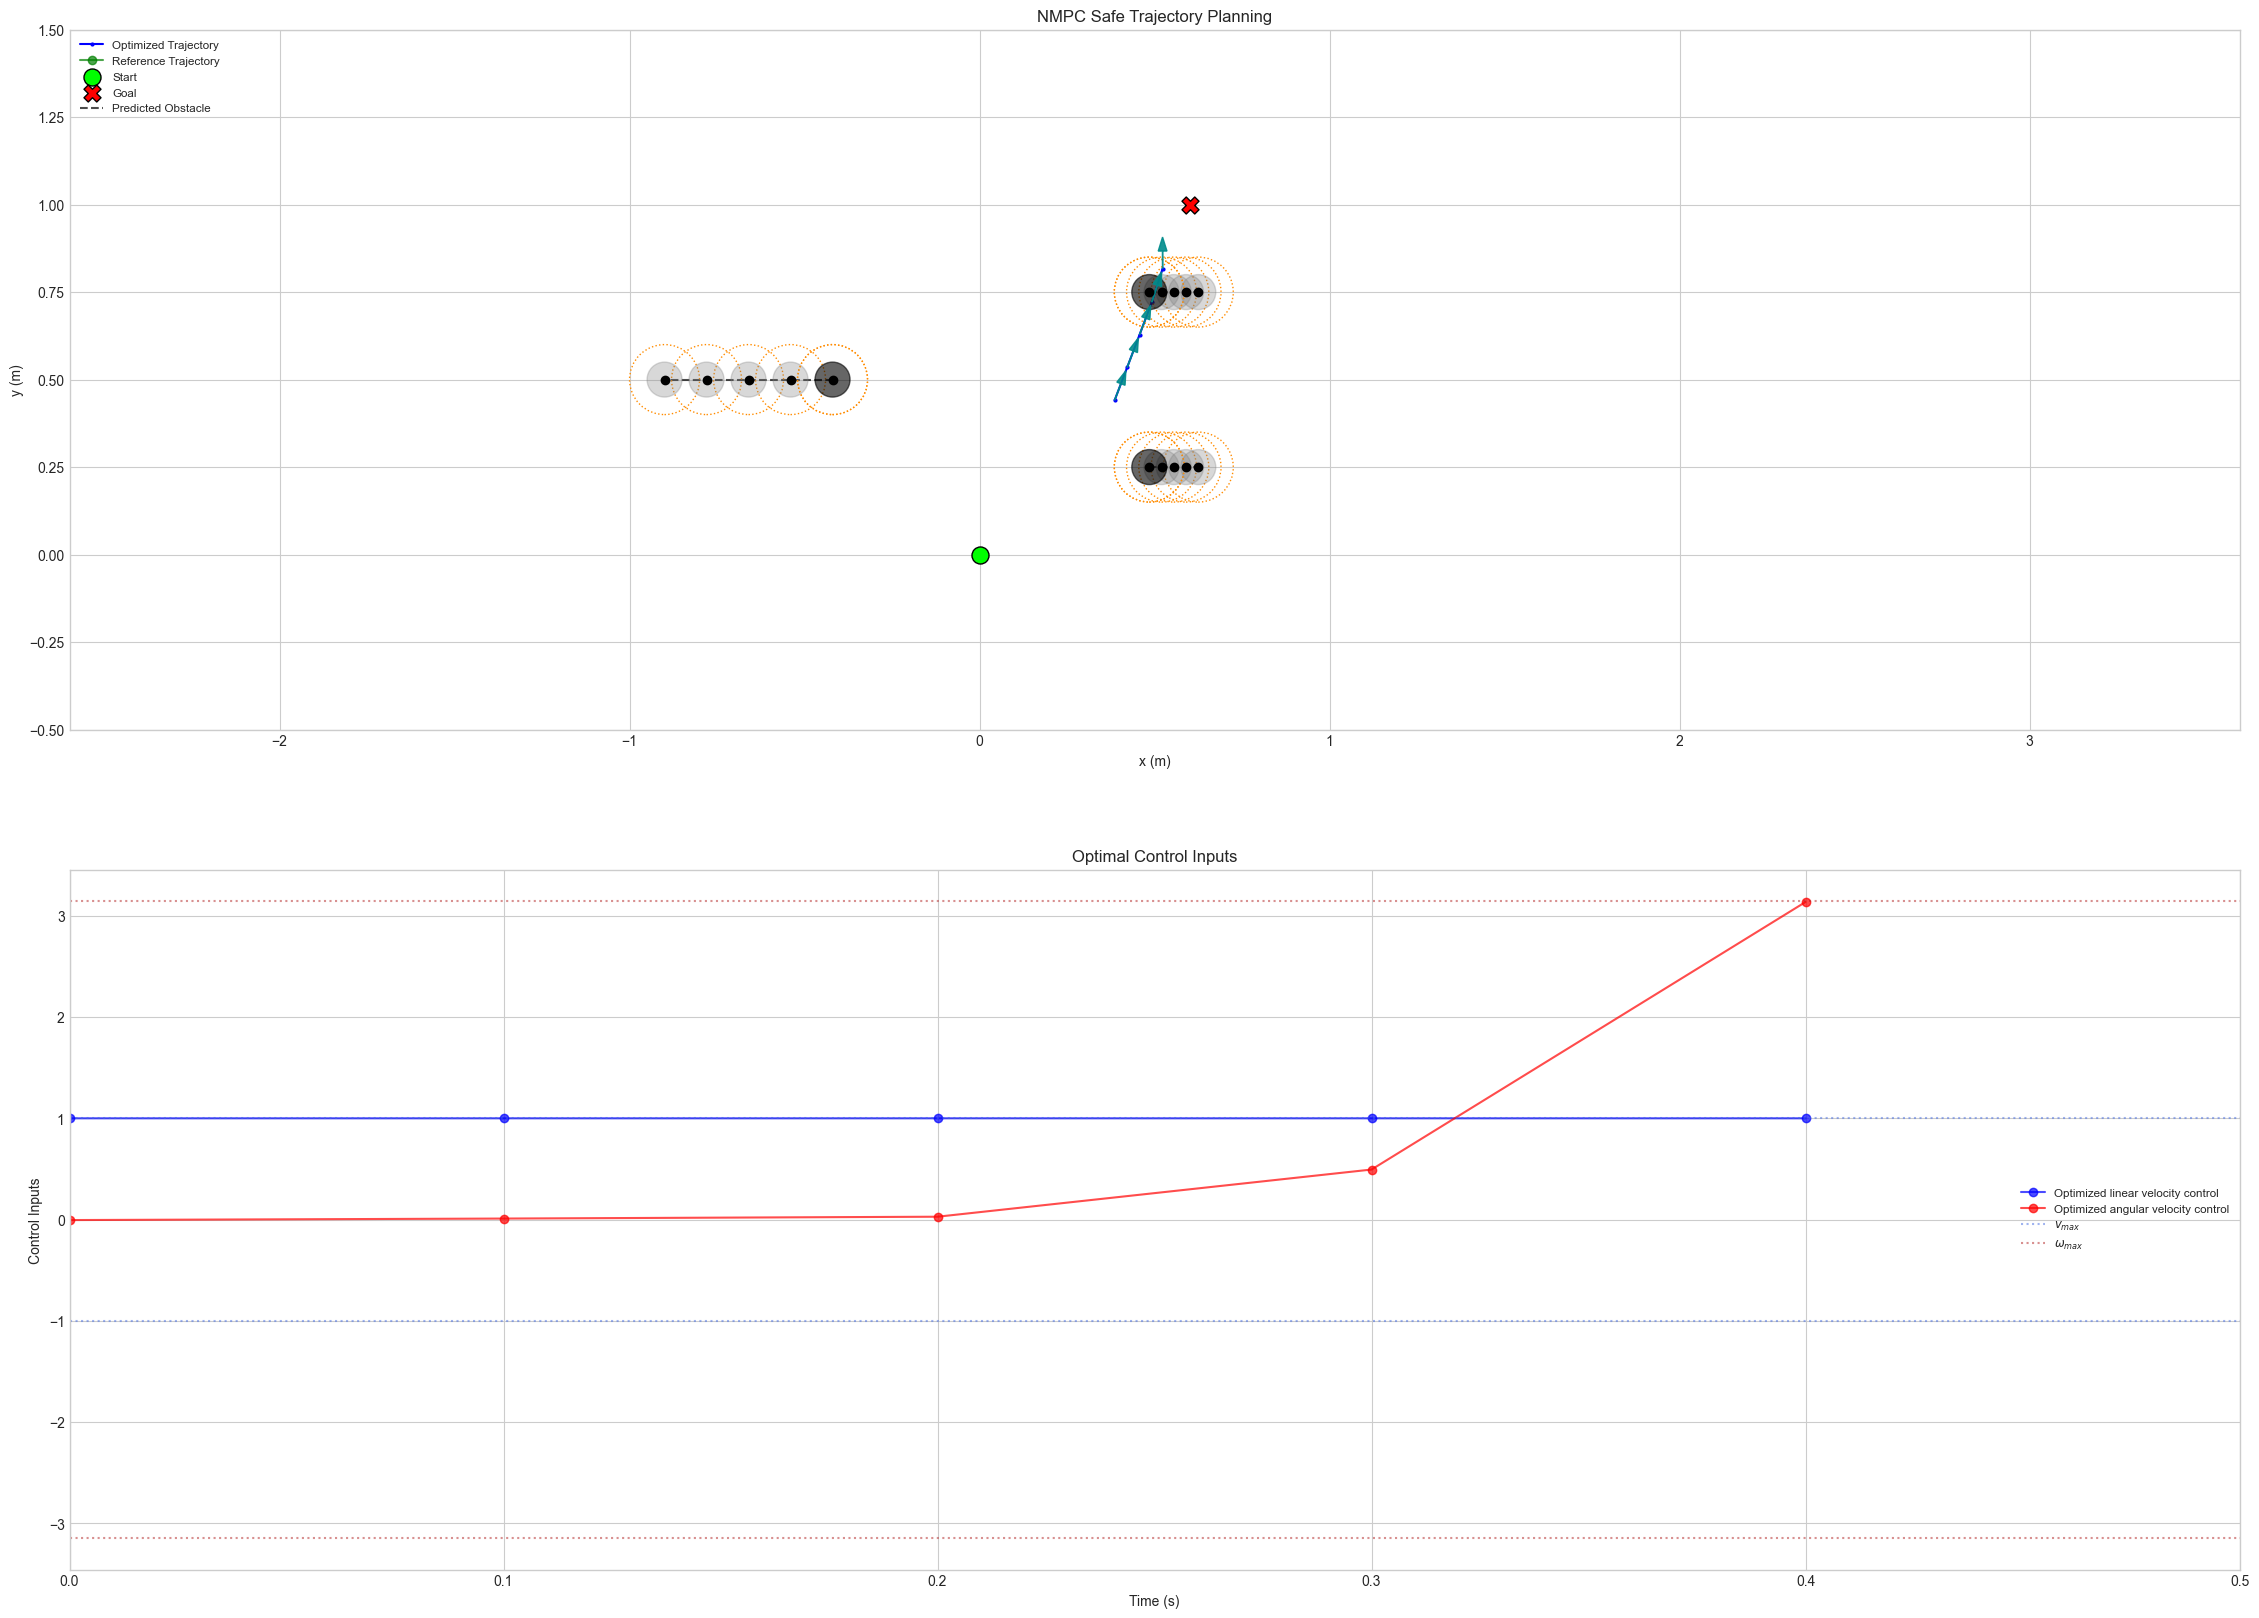 NMPC Safe Trajectory Planning
Optimized Trajectory
Reference Trajectory
Start
Goal
Predicted Obstacle
1.50
1.25
1.00
0.75
0.50
0.25
0.00
−0.25
−0.50
y (m)
−2 −1 0 1 2 3
x (m)
Optimal Control Inputs
3
2
1
0
−1
−2
−3
Control Inputs
Optimized linear velocity control
Optimized angular velocity control
v_max
ω_max
0.0 0.1 0.2 0.3 0.4 0.5
Time (s)